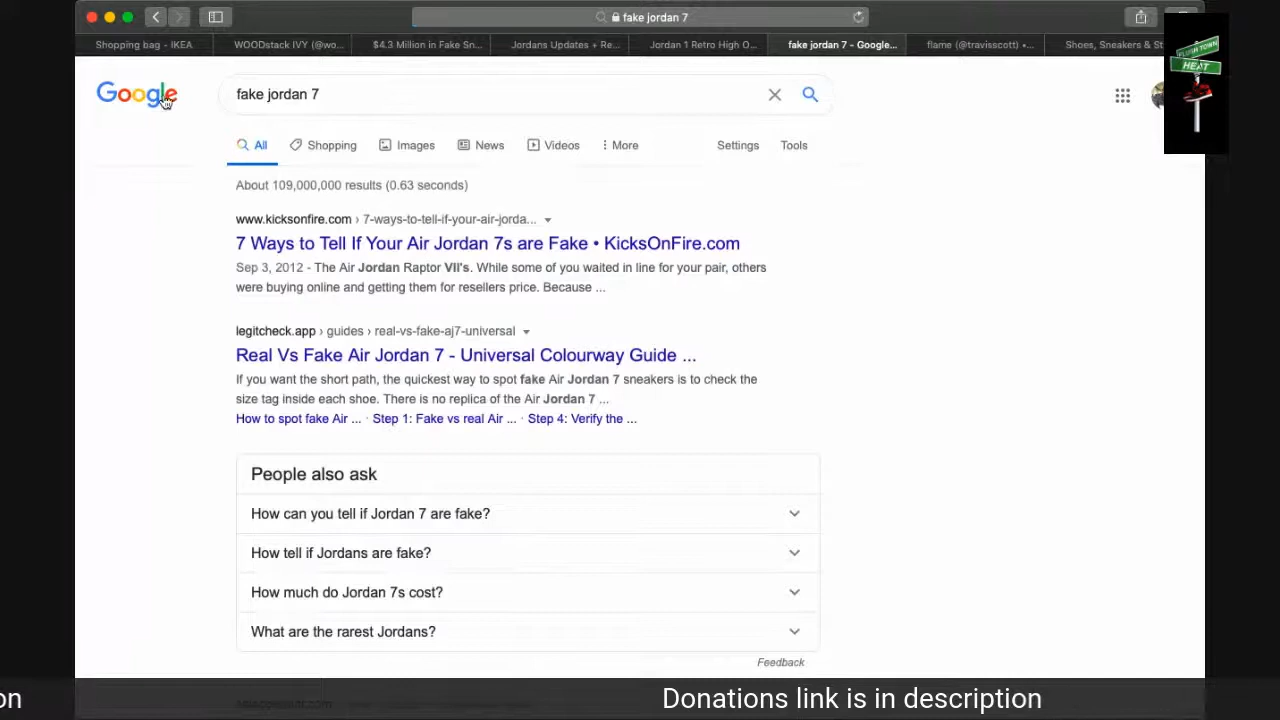 fake jordan 7
Shopping bag - IKEA
WOODstack IVY (@wo...
$4.3 Million in Fake Sn...
Jordans Updates + Re...
Jordan 1 Retro High O...
fake jordan 7 - Google...
flame (@travisscott) •...
Shoes, Sneakers & St
FLIGHT TOWN
HEAT
Google
fake jordan 7
All
Shopping
Images
News
Videos
More
Settings
Tools
About 109,000,000 results (0.63 seconds)
www.kicksonfire.com › 7-ways-to-tell-if-your-air-jorda...
7 Ways to Tell If Your Air Jordan 7s are Fake • KicksOnFire.com
Sep 3, 2012 - The Air Jordan Raptor VII's. While some of you waited in line for your pair, others
were buying online and getting them for resellers price. Because ...
legitcheck.app › guides › real-vs-fake-aj7-universal
Real Vs Fake Air Jordan 7 - Universal Colourway Guide ...
If you want the short path, the quickest way to spot fake Air Jordan 7 sneakers is to check the
size tag inside each shoe. There is no replica of the Air Jordan 7 ...
How to spot fake Air ... · Step 1: Fake vs real Air ... · Step 4: Verify the ...
People also ask
How can you tell if Jordan 7 are fake?
How tell if Jordans are fake?
How much do Jordan 7s cost?
What are the rarest Jordans?
Feedback
on
Donations link is in description